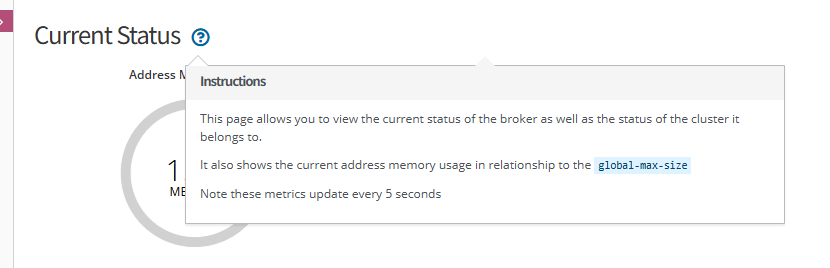 Current Status
Address
Instructions
This page allows you to view the current status of the broker as well as the status of the cluster it
belongs to.
It also shows the current address memory usage in relationship to the global-max-size
Note these metrics update every 5 seconds